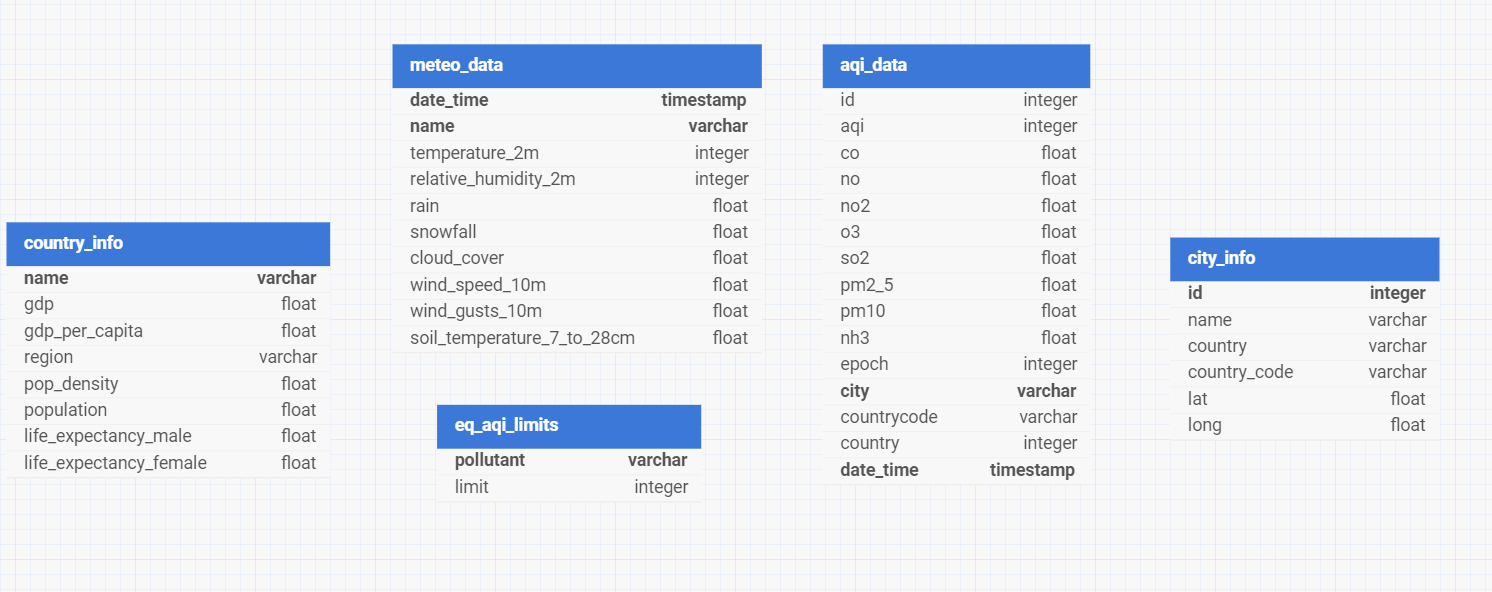 country_info
name varchar
gdp float
gdp_per_capita float
region varchar
pop_density float
population float
life_expectancy_male float
life_expectancy_female float
meteo_data
date_time timestamp
name varchar
temperature_2m integer
relative_humidity_2m integer
rain float
snowfall float
cloud_cover float
wind_speed_10m float
wind_gusts_10m float
soil_temperature_7_to_28cm float
eq_aqi_limits
pollutant varchar
limit integer
aqi_data
id integer
aqi integer
co float
no float
no2 float
o3 float
so2 float
pm2_5 float
pm10 float
nh3 float
epoch integer
city varchar
countrycode varchar
country integer
date_time timestamp
city_info
id integer
name varchar
country varchar
country_code varchar
lat float
long float